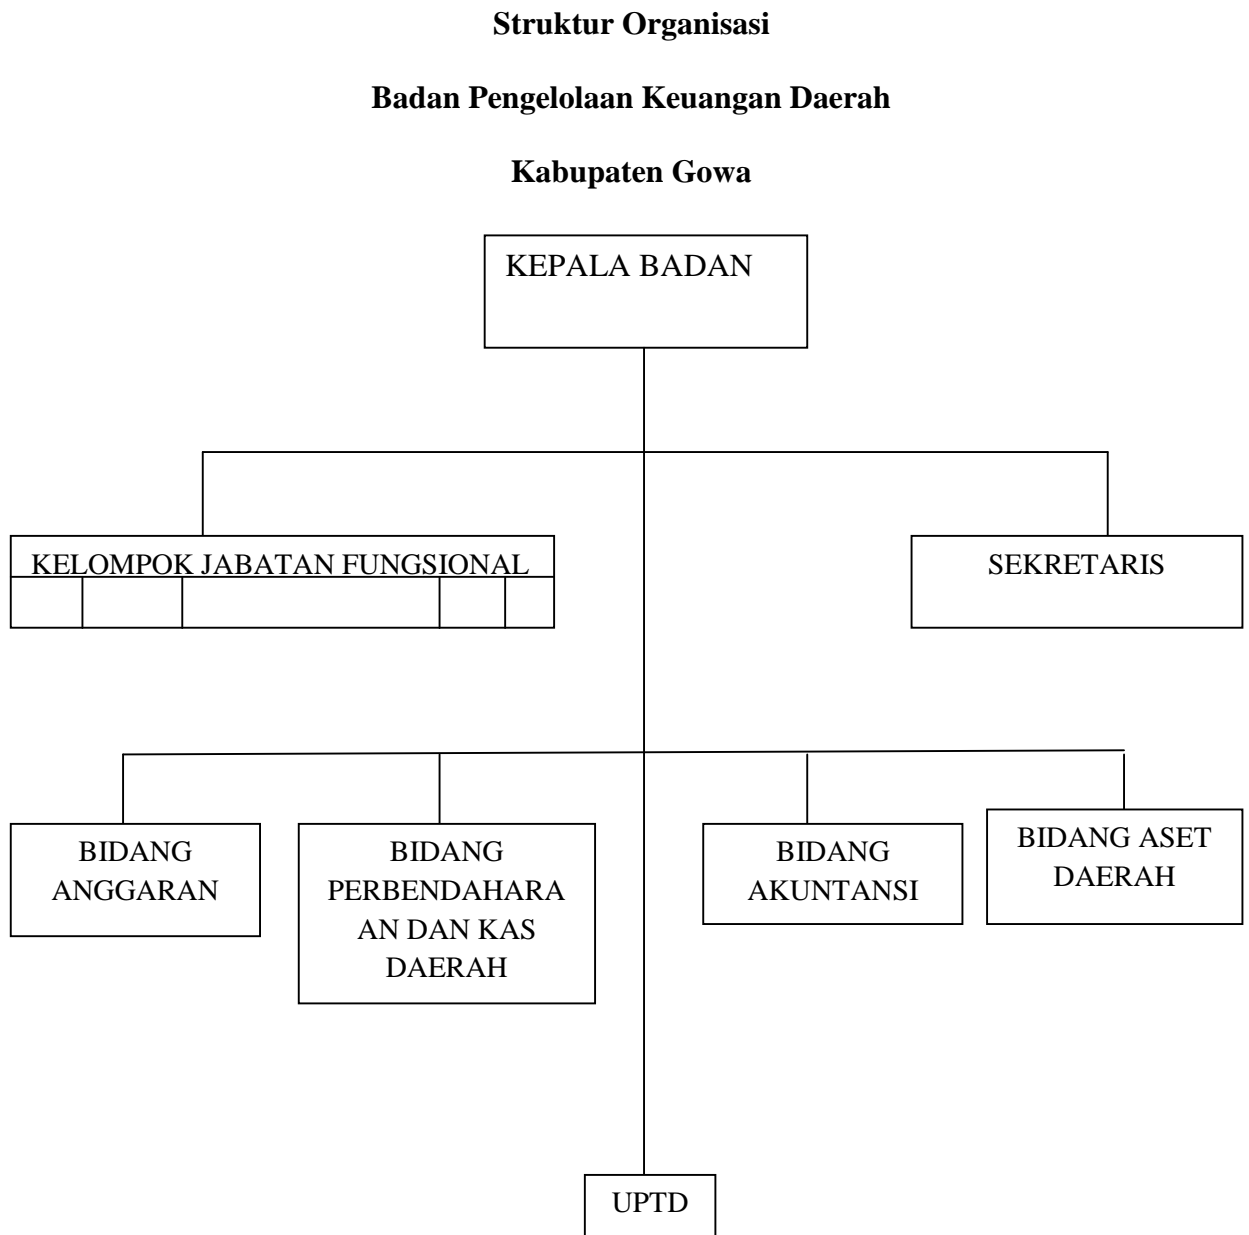 Struktur Organisasi
Badan Pengelolaan Keuangan Daerah
Kabupaten Gowa
KEPALA BADAN
KELOMPOK JABATAN FUNGSIONAL
SEKRETARIS
BIDANG
ANGGARAN
BIDANG
PERBENDAHARA
AN DAN KAS
DAERAH
BIDANG
AKUNTANSI
BIDANG ASET
DAERAH
UPTD